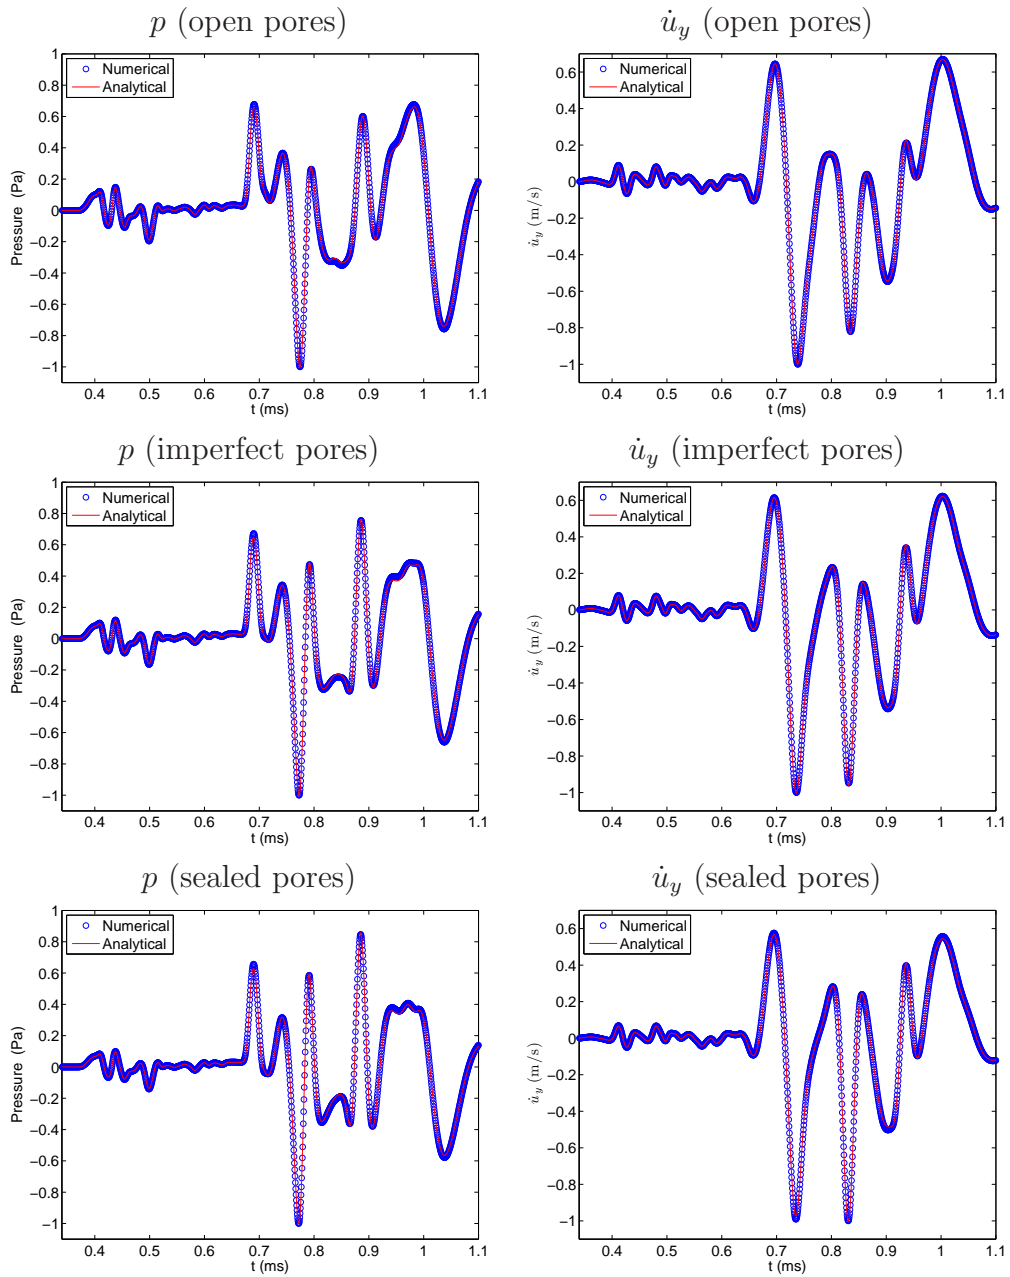 p (open pores)
1
0.8
0.6
0.4
0.2
0
−0.2
−0.4
−0.6
−0.8
−1
Pressure (Pa)
Numerical
Analytical
0.4 0.5 0.6 0.7 0.8 0.9 1 1.1
t (ms)
u̇y (open pores)
0.6
0.4
0.2
0
−0.2
−0.4
−0.6
−0.8
−1
u̇y (m/s)
Numerical
Analytical
0.4 0.5 0.6 0.7 0.8 0.9 1 1.1
t (ms)
p (imperfect pores)
1
0.8
0.6
0.4
0.2
0
−0.2
−0.4
−0.6
−0.8
−1
Pressure (Pa)
Numerical
Analytical
0.4 0.5 0.6 0.7 0.8 0.9 1 1.1
t (ms)
u̇y (imperfect pores)
0.6
0.4
0.2
0
−0.2
−0.4
−0.6
−0.8
−1
u̇y (m/s)
Numerical
Analytical
0.4 0.5 0.6 0.7 0.8 0.9 1 1.1
t (ms)
p (sealed pores)
1
0.8
0.6
0.4
0.2
0
−0.2
−0.4
−0.6
−0.8
−1
Pressure (Pa)
Numerical
Analytical
0.4 0.5 0.6 0.7 0.8 0.9 1 1.1
t (ms)
u̇y (sealed pores)
0.6
0.4
0.2
0
−0.2
−0.4
−0.6
−0.8
−1
u̇y (m/s)
Numerical
Analytical
0.4 0.5 0.6 0.7 0.8 0.9 1 1.1
t (ms)